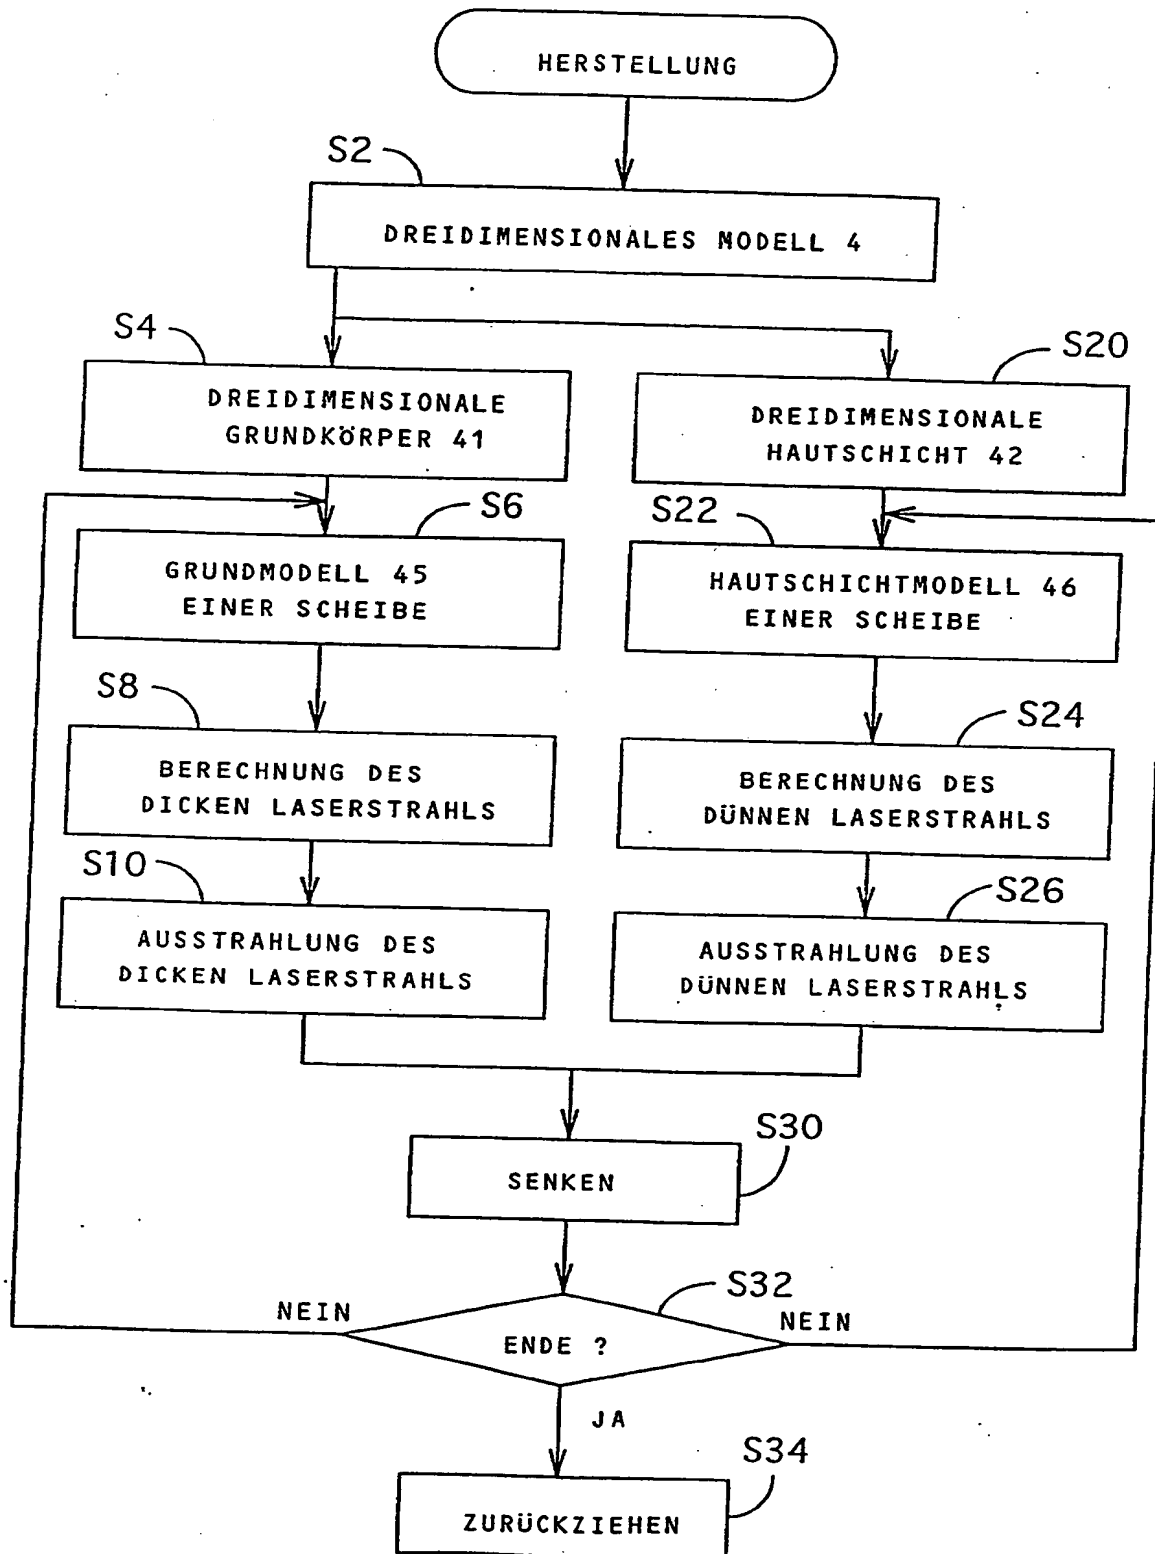 HERSTELLUNG
S2
DREIDIMENSIONALES MODELL 4
S4
S20
DREIDIMENSIONALE
GRUNDKÖRPER 41
DREIDIMENSIONALE
HAUTSCHICHT 42
S6
S22
GRUNDMODELL 45
EINER SCHEIBE
HAUTSCHICHTMODELL 46
EINER SCHEIBE
S8
S24
BERECHNUNG DES
DICKEN LASERSTRAHLS
BERECHNUNG DES
DÜNNEN LASERSTRAHLS
S10
S26
AUSSTRAHLUNG DES
DICKEN LASERSTRAHLS
AUSSTRAHLUNG DES
DÜNNEN LASERSTRAHLS
S30
SENKEN
S32
NEIN
NEIN
ENDE ?
JA
S34
ZURÜCKZIEHEN